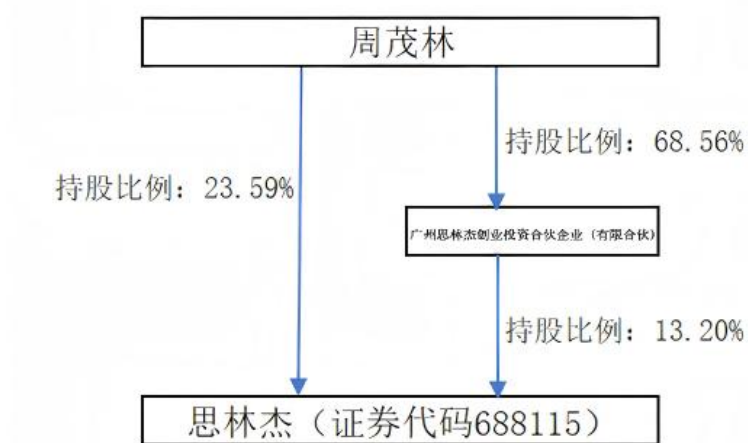 周茂林
持股比例：68.56%
持股比例：23.59%
广州思林杰创业投资合伙企业（有限合伙）
持股比例：13.20%
思林杰（证券代码688115）